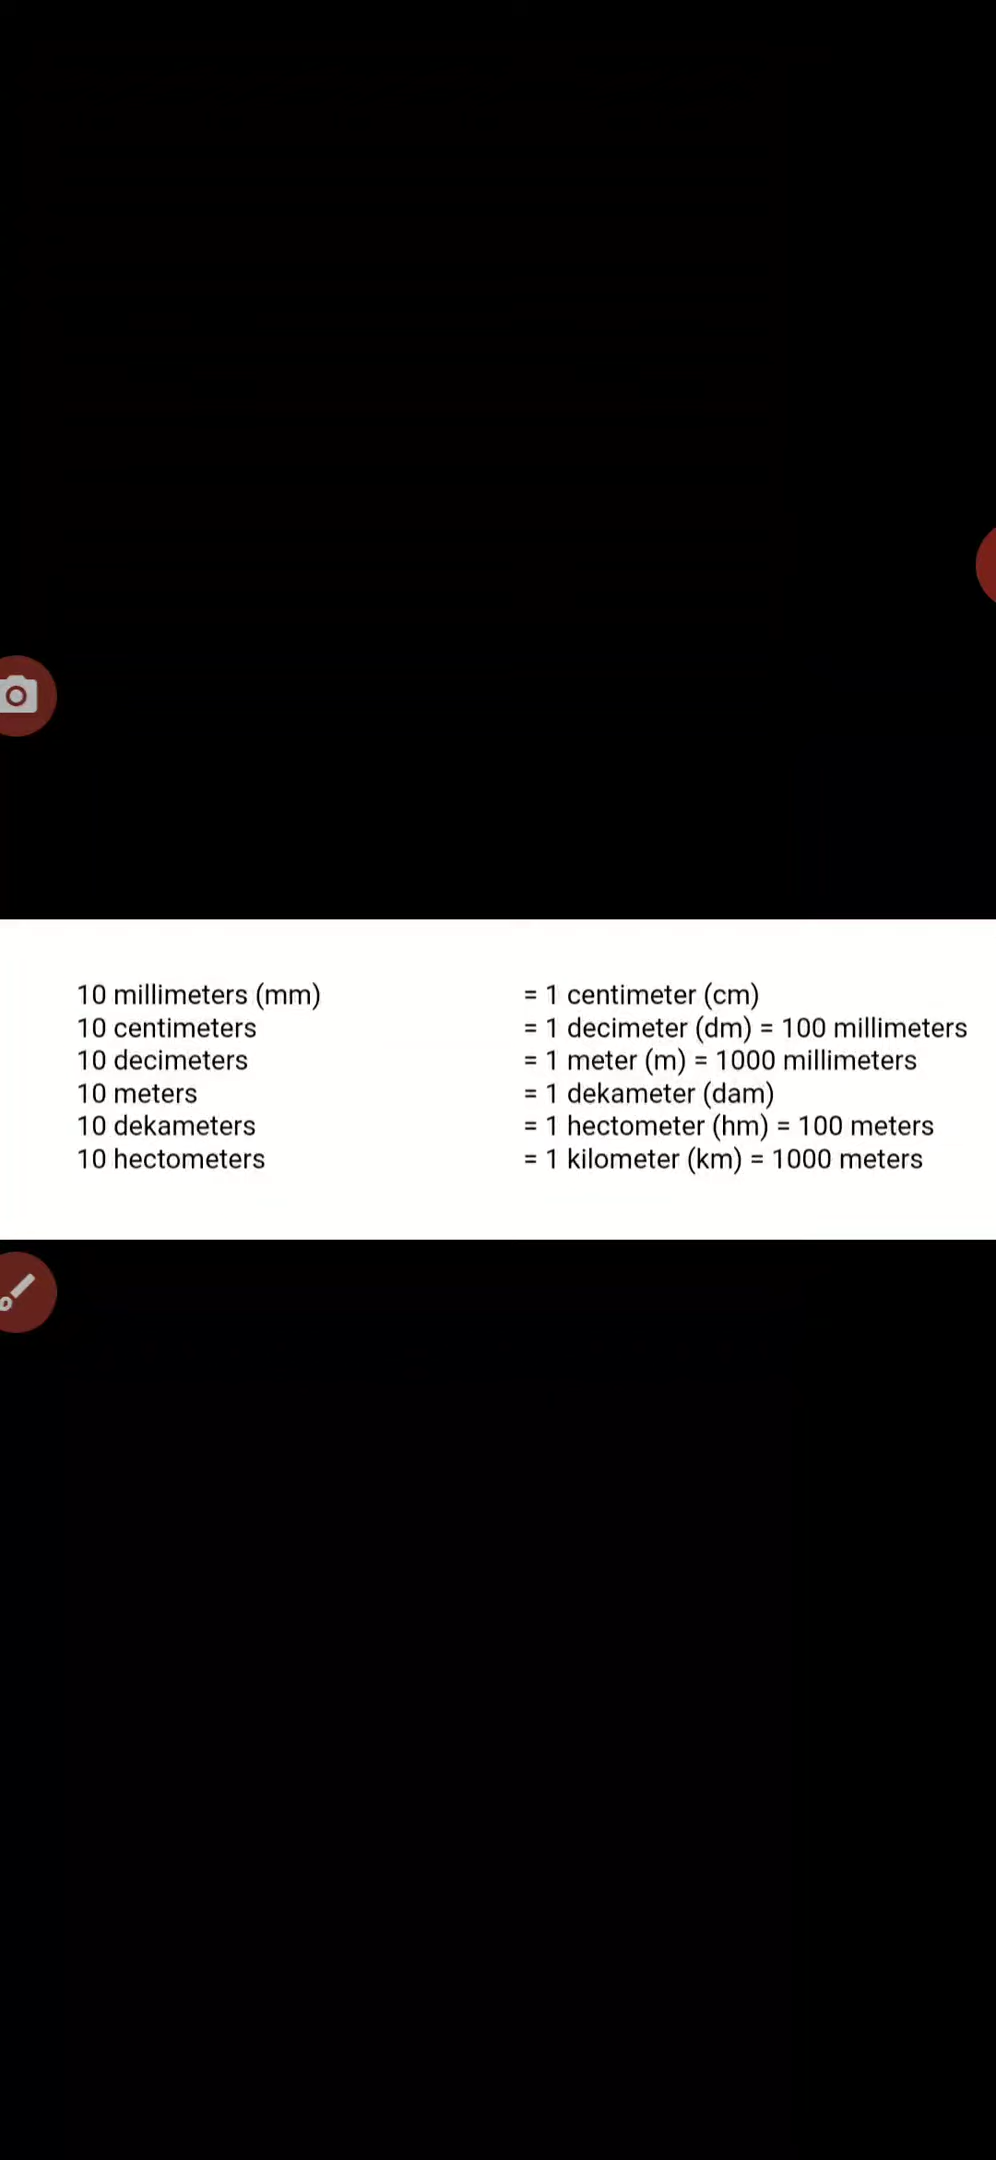 10 millimeters (mm) = 1 centimeter (cm)
10 centimeters = 1 decimeter (dm) = 100 millimeters
10 decimeters = 1 meter (m) = 1000 millimeters
10 meters = 1 dekameter (dam)
10 dekameters = 1 hectometer (hm) = 100 meters
10 hectometers = 1 kilometer (km) = 1000 meters